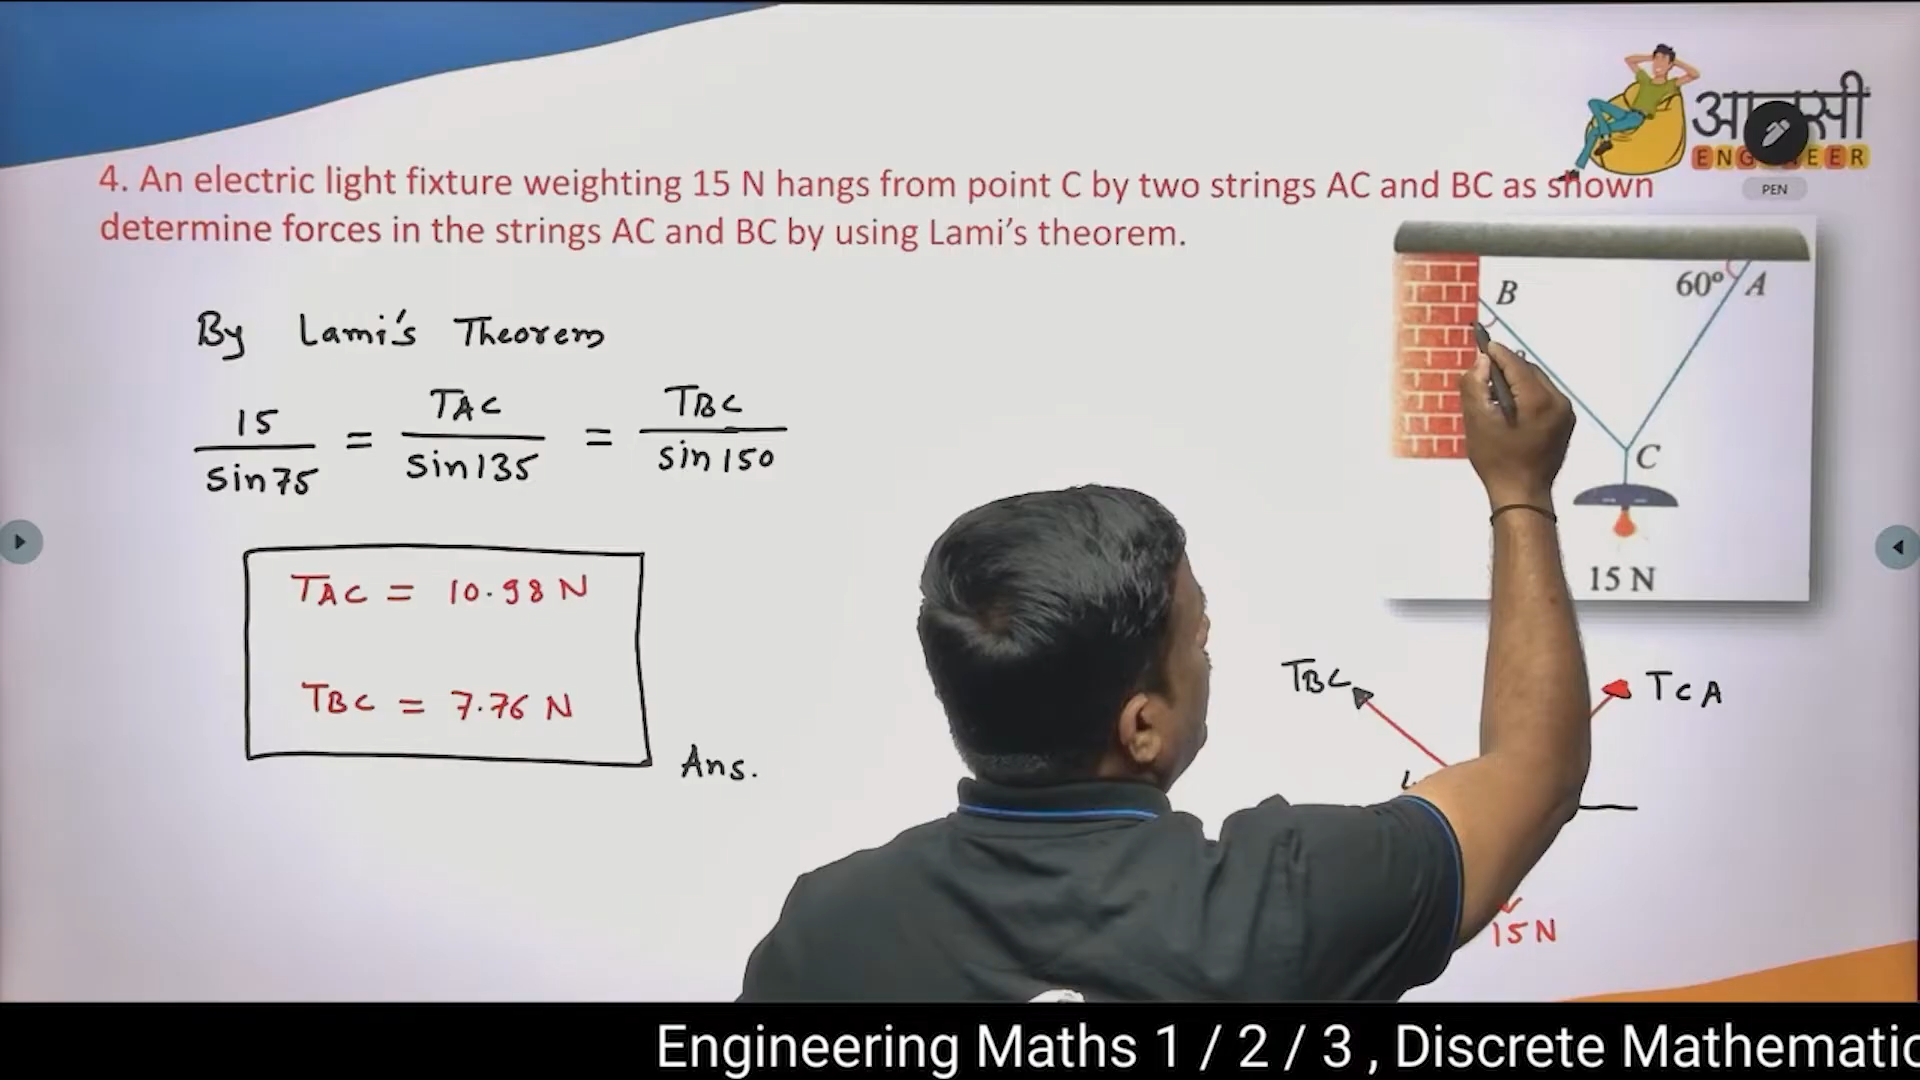 आलसी
ENGINEER
PEN
4. An electric light fixture weighting 15 N hangs from point C by two strings AC and BC as shown
determine forces in the strings AC and BC by using Lami's theorem.
By Lami's Theorem
15 / sin75 = TAC / sin135 = TBC / sin150
TAC = 10.98 N
TBC = 7.76 N
Ans.
B
60° A
C
15 N
TBC
TCA
15 N
Engineering Maths 1 / 2 / 3 , Discrete Mathematic